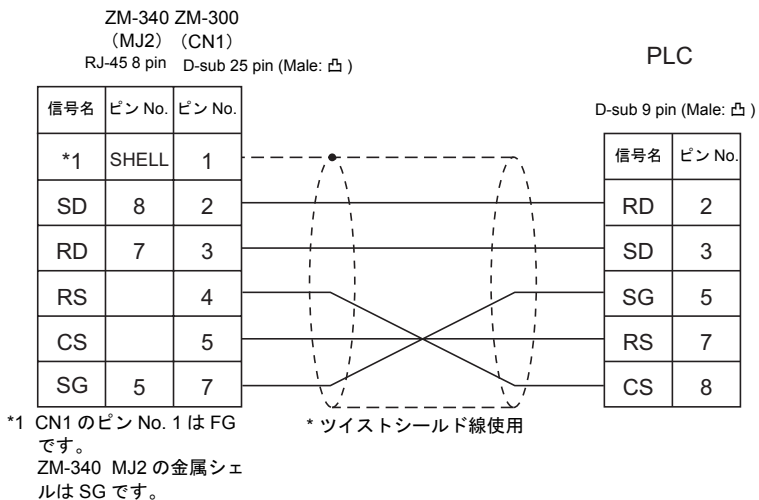 ZM-340 ZM-300
(MJ2) (CN1)
RJ-45 8 pin D-sub 25 pin (Male: 凸)
PLC
D-sub 9 pin (Male: 凸)
信号名 ピン No. ピン No.
*1 SHELL 1
SD 8 2
RD 7 3
RS 4
CS 5
SG 5 7
信号名 ピン No.
RD 2
SD 3
SG 5
RS 7
CS 8
*1 CN1 のピン No. 1 は FG
です。
ZM-340 MJ2 の金属シェ
ルは SG です。
* ツイストシールド線使用